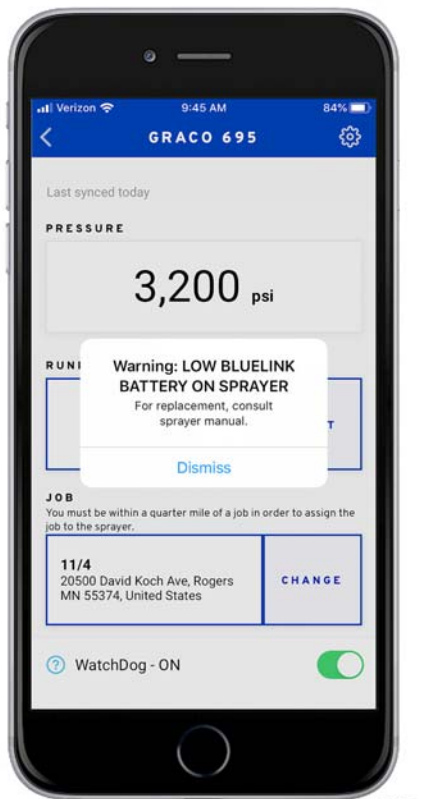 Verizon 9:45 AM 84%
GRACO 695
Last synced today
PRESSURE
3,200 psi
RUNI
Warning: LOW BLUELINK
BATTERY ON SPRAYER
For replacement, consult
sprayer manual.
T
Dismiss
JOB
You must be within a quarter mile of a job in order to assign the
job to the sprayer.
11/4
20500 David Koch Ave, Rogers
MN 55374, United States
CHANGE
? WatchDog - ON